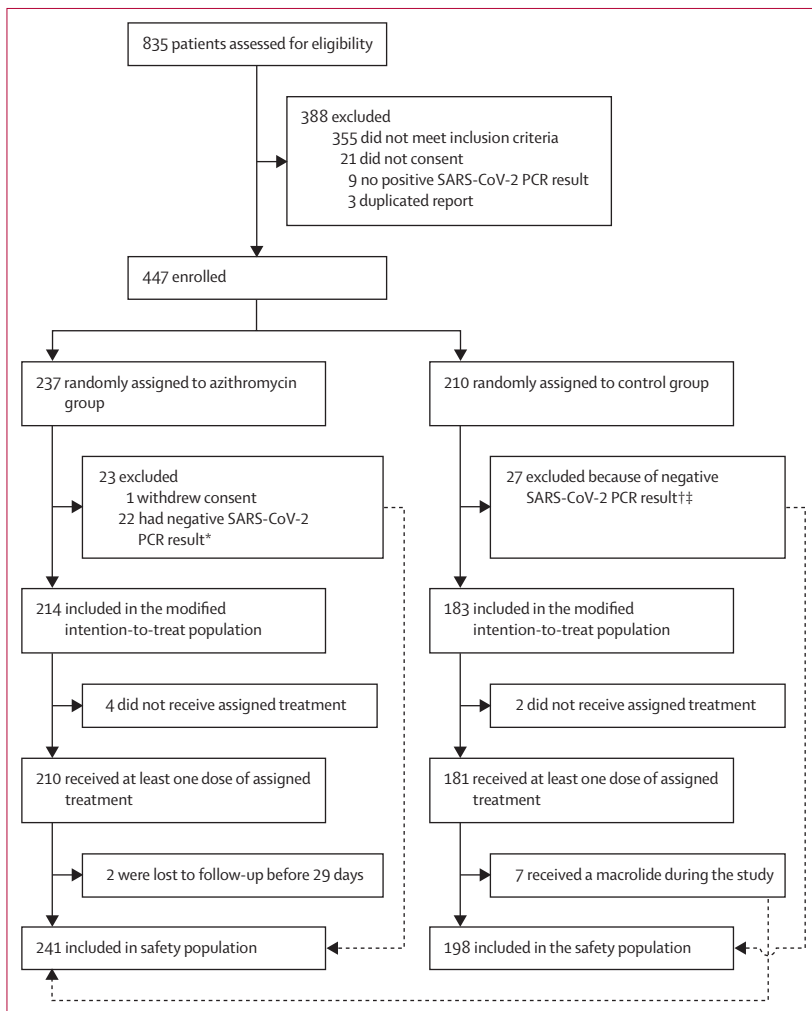 835 patients assessed for eligibility
388 excluded
355 did not meet inclusion criteria
21 did not consent
9 no positive SARS-CoV-2 PCR result
3 duplicated report
447 enrolled
237 randomly assigned to azithromycin
group
210 randomly assigned to control group
23 excluded
1 withdrew consent
22 had negative SARS-CoV-2
PCR result*
27 excluded because of negative
SARS-CoV-2 PCR result†‡
214 included in the modified
intention-to-treat population
183 included in the modified
intention-to-treat population
4 did not receive assigned treatment
2 did not receive assigned treatment
210 received at least one dose of assigned
treatment
181 received at least one dose of assigned
treatment
2 were lost to follow-up before 29 days
7 received a macrolide during the study
241 included in safety population
198 included in the safety population